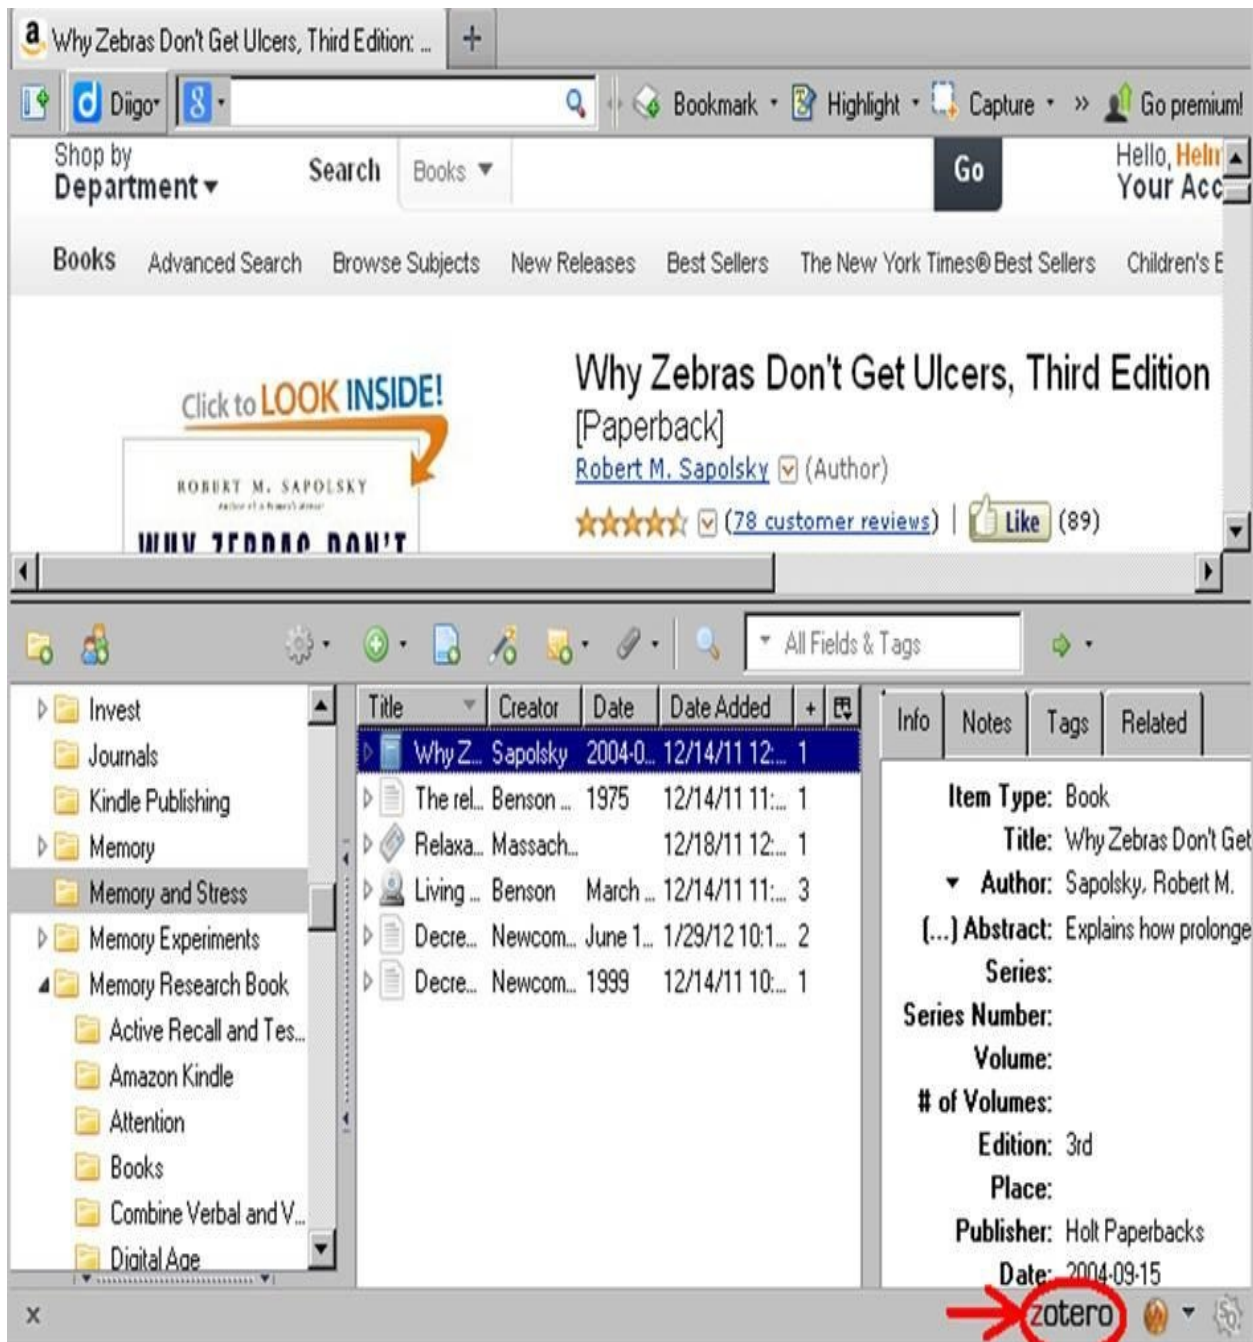 Why Zebras Don't Get Ulcers, Third Edition: ...
Diigo Bookmark Highlight Capture » Go premium!
Shop by
Department
Search Books Go
Hello,
Your Acc
Books Advanced Search Browse Subjects New Releases Best Sellers The New York Times® Best Sellers Children's
Click to LOOK INSIDE!
ROBERT M. SAPOLSKY
WHY ZEBRAS DON'T
Why Zebras Don't Get Ulcers, Third Edition
[Paperback]
Robert M. Sapolsky (Author)
(78 customer reviews) | Like (89)
All Fields & Tags
Invest
Journals
Kindle Publishing
Memory
Memory and Stress
Memory Experiments
Memory Research Book
Active Recall and Tes...
Amazon Kindle
Attention
Books
Combine Verbal and V...
Digital Age
Title Creator Date Date Added +
Why Z... Sapolsky 2004-0... 12/14/11 12:... 1
The rel... Benson ... 1975 12/14/11 11:... 1
Relaxa... Massach... 12/18/11 12:... 1
Living ... Benson March ... 12/14/11 11:... 3
Decre... Newcom... June 1... 1/29/12 10:1... 2
Decre... Newcom... 1999 12/14/11 10:... 1
Info Notes Tags Related
Item Type: Book
Title: Why Zebras Don't Get
Author: Sapolsky, Robert M.
(...) Abstract: Explains how prolonge
Series:
Series Number:
Volume:
# of Volumes:
Edition: 3rd
Place:
Publisher: Holt Paperbacks
Date: 2004-09-15
x zotero